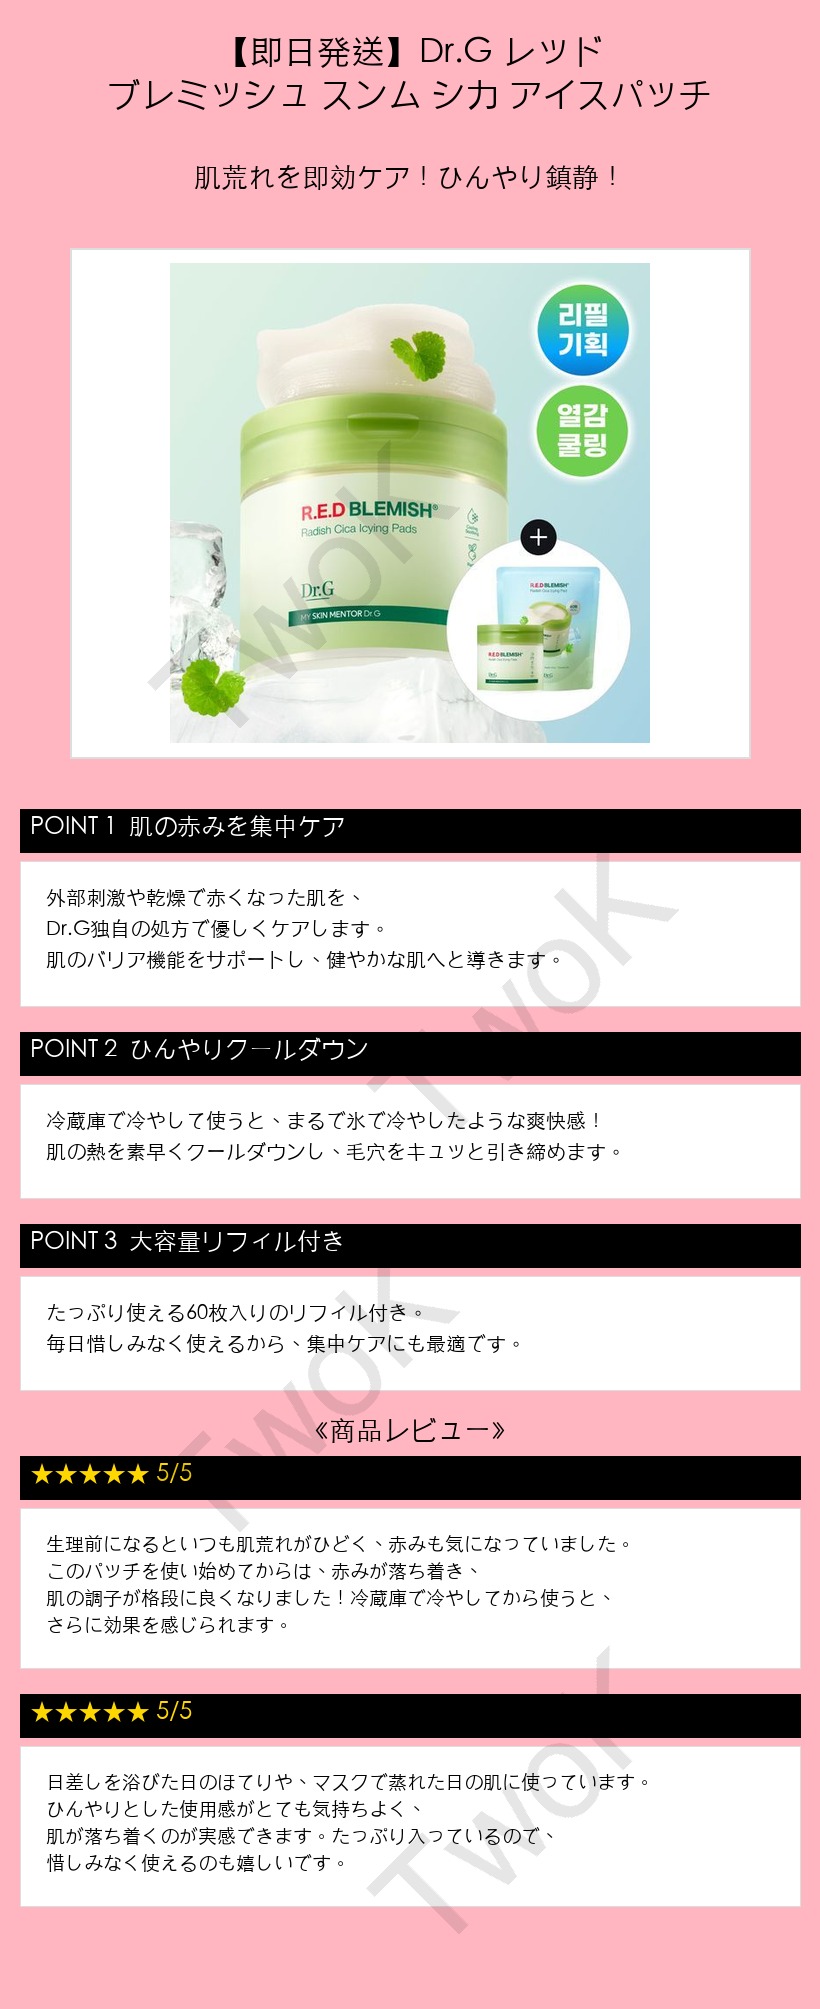 【即日発送】Dr.G レッド
ブレミッシュ スンム シカ アイスパッチ
肌荒れを即効ケア！ひんやり鎮静！
리필
기획
열감
쿨링
R.E.D BLEMISH®
Radish Cica Icying Pads
Dr.G
MY SKIN MENTOR Dr.G
+
R.E.D BLEMISH
Radish Cica Icying Pads
R.E.D BLEMISH
Dr.G
Dr.G
TwoK
POINT 1 肌の赤みを集中ケア
外部刺激や乾燥で赤くなった肌を、
Dr.G独自の処方で優しくケアします。
肌のバリア機能をサポートし、健やかな肌へと導きます。
TwoK
POINT 2 ひんやりクールダウン
冷蔵庫で冷やして使うと、まるで氷で冷やしたような爽快感！
肌の熱を素早くクールダウンし、毛穴をキュッと引き締めます。
POINT 3 大容量リフィル付き
たっぷり使える60枚入りのリフィル付き。
毎日惜しみなく使えるから、集中ケアにも最適です。
TwoK
《商品レビュー》
★★★★★ 5/5
生理前になるといつも肌荒れがひどく、赤みも気になっていました。
このパッチを使い始めてからは、赤みが落ち着き、
肌の調子が格段に良くなりました！冷蔵庫で冷やしてから使うと、
さらに効果を感じられます。
★★★★★ 5/5
日差しを浴びた日のほてりや、マスクで蒸れた日の肌に使っています。
ひんやりとした使用感がとても気持ちよく、
肌が落ち着くのが実感できます。たっぷり入っているので、
惜しみなく使えるのも嬉しいです。
TwoK